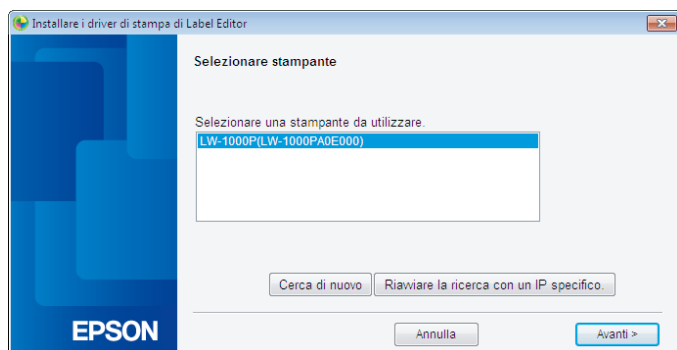 Installare i driver di stampa di Label Editor
Selezionare stampante
Selezionare una stampante da utilizzare.
LW-1000P(LW-1000PA0E000)
Cerca di nuovo
Riavviare la ricerca con un IP specifico.
EPSON
Annulla
Avanti >